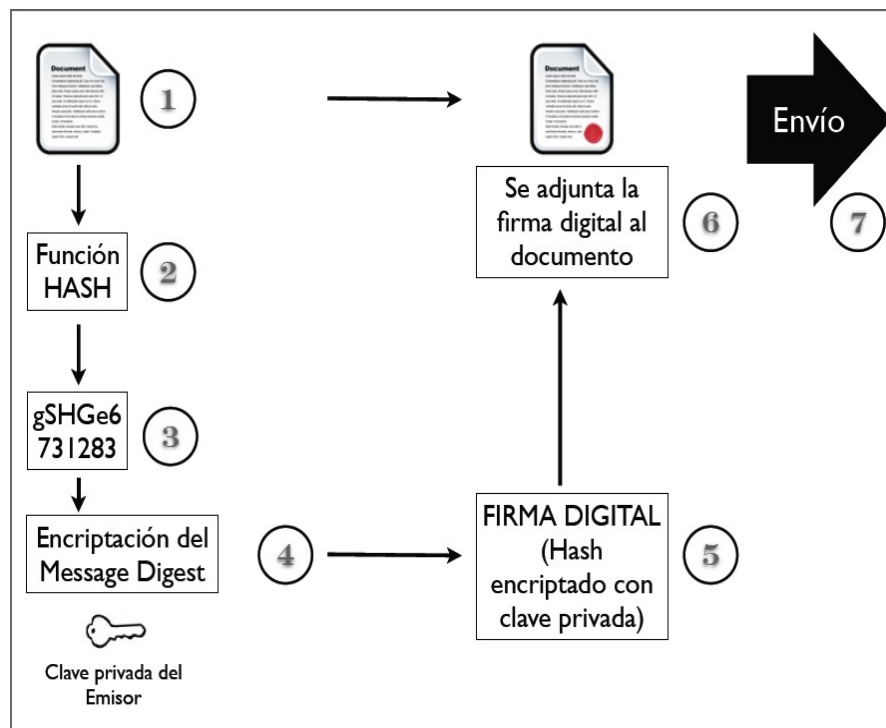 Document
1
Document
Envío
Se adjunta la
firma digital al
documento
6
7
Función
HASH
2
gSHGe6
731283
3
Encriptación del
Message Digest
4
FIRMA DIGITAL
(Hash
encriptado con
clave privada)
5
Clave privada del
Emisor